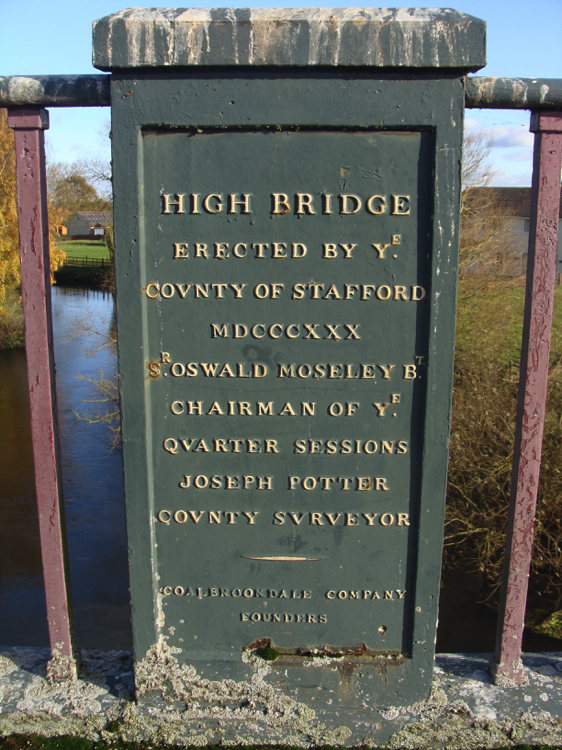 HIGH BRIDGE
ERECTED BY Yᴱ.
COVNTY OF STAFFORD
MDCCCXXX
Sᴿ OSWALD MOSELEY Bᵀ.
CHAIRMAN OF Yᴱ.
QVARTER SESSIONS
JOSEPH POTTER
COVNTY SVRVEYOR
COALBROOKDALE COMPANY
FOUNDERS